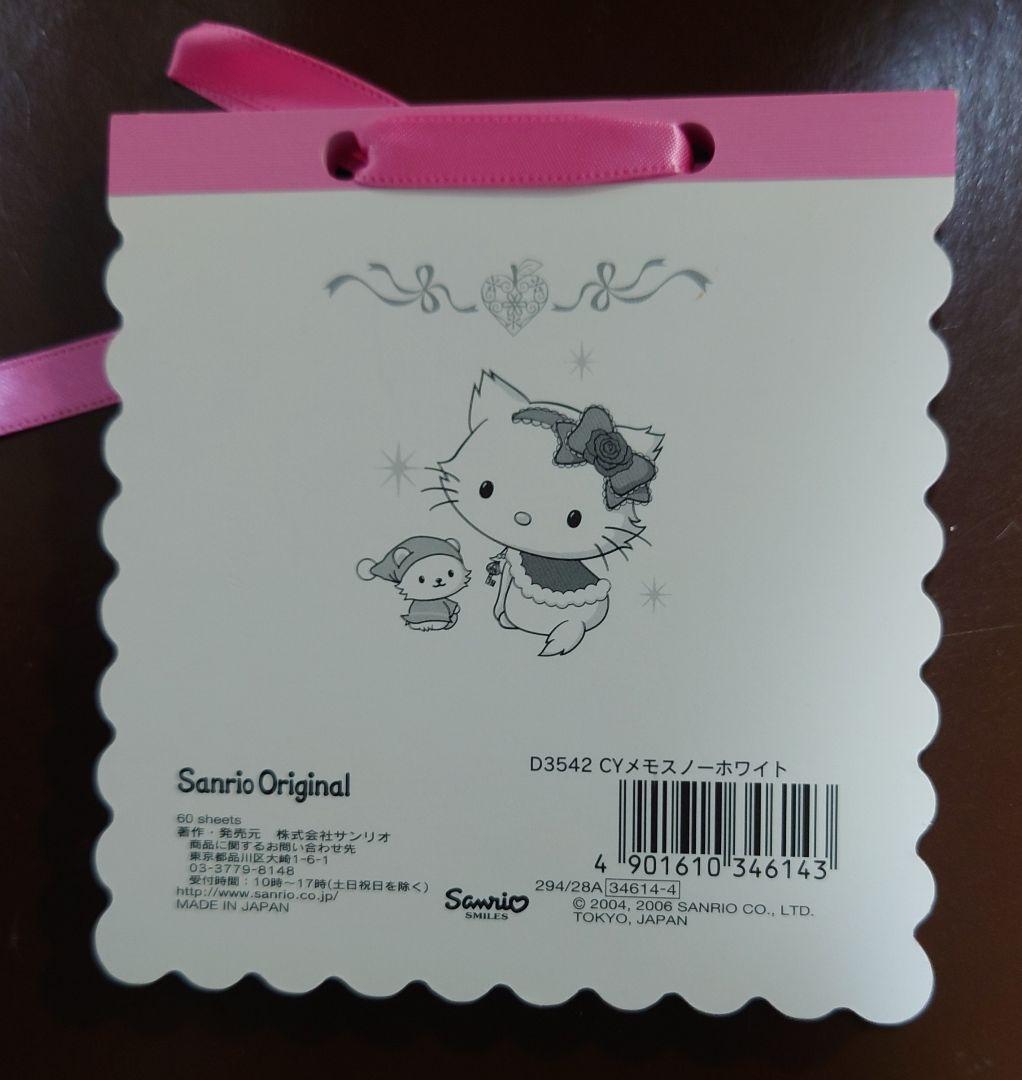 Sanrio Original
60 sheets
著作・発売元　株式会社サンリオ
商品に関するお問い合わせ先
東京都品川区大崎1-6-1
03-3779-8148
受付時間：10時～17時(土日祝日を除く)
http://www.sanrio.co.jp/
MADE IN JAPAN
Sanrio
SMILES
D3542 CYメモスノーホワイト
4 901610 346143
294/28A 34614-4
© 2004, 2006 SANRIO CO., LTD.
TOKYO, JAPAN